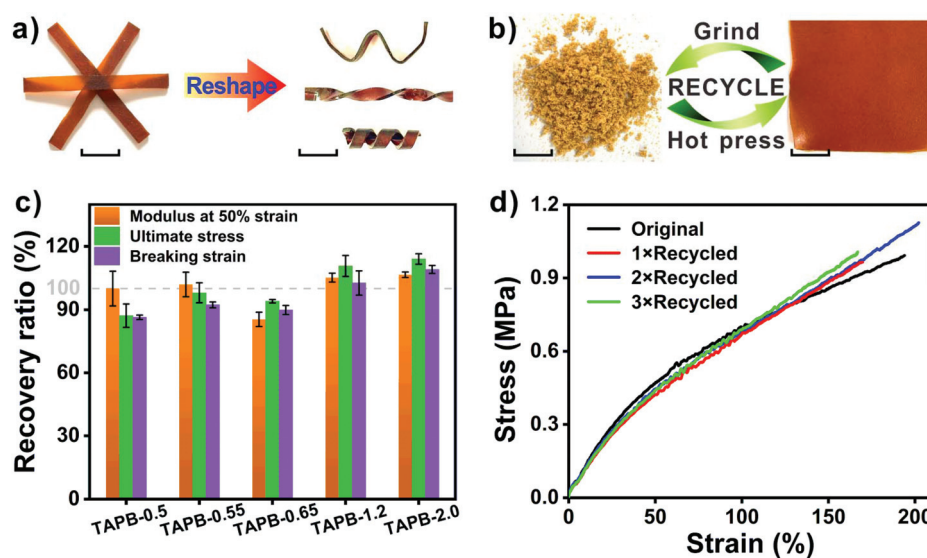 a)
Reshape
b)
Grind
RECYCLE
Hot press
c)
Modulus at 50% strain
Ultimate stress
Breaking strain
Recovery ratio (%)
120
100
90
60
30
0
TAPB-0.5
TAPB-0.55
TAPB-0.65
TAPB-1.2
TAPB-2.0
d)
Original
1×Recycled
2×Recycled
3×Recycled
Stress (MPa)
1.2
0.9
0.6
0.3
0.0
0
50
100
150
200
Strain (%)